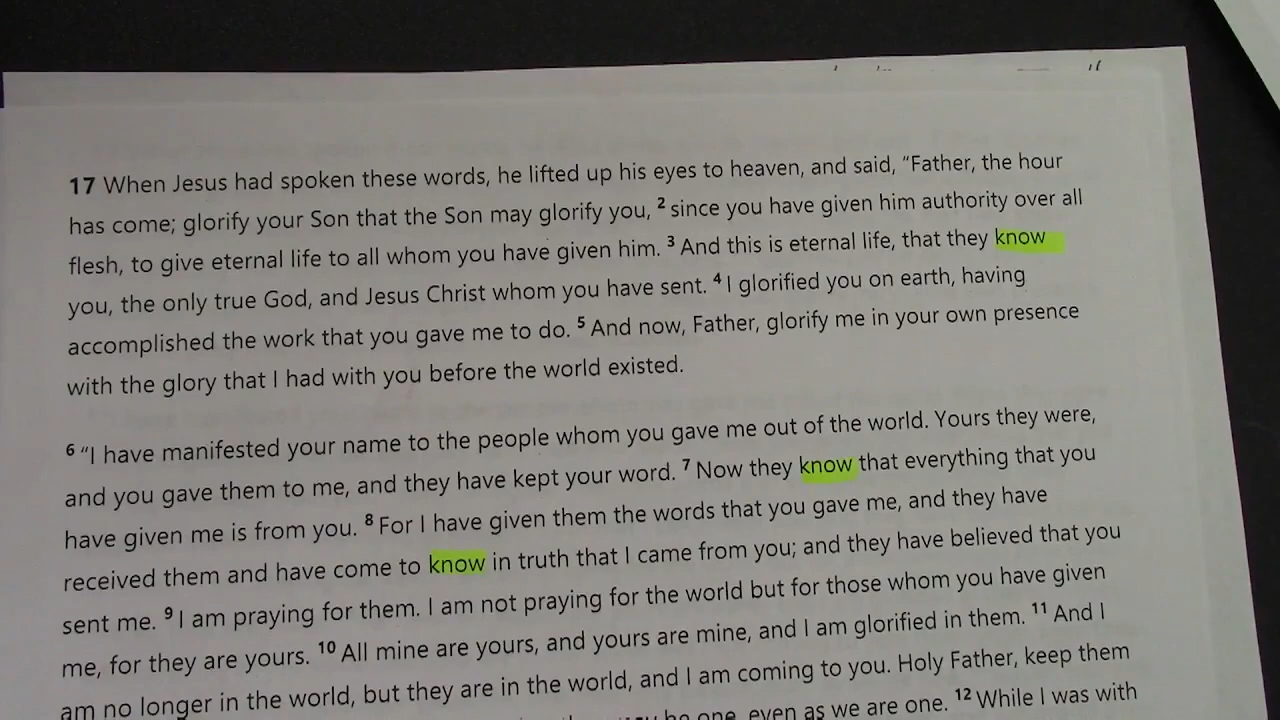 17 When Jesus had spoken these words, he lifted up his eyes to heaven, and said, “Father, the hour
has come; glorify your Son that the Son may glorify you, 2 since you have given him authority over all
flesh, to give eternal life to all whom you have given him. 3 And this is eternal life, that they know
you, the only true God, and Jesus Christ whom you have sent. 4 I glorified you on earth, having
accomplished the work that you gave me to do. 5 And now, Father, glorify me in your own presence
with the glory that I had with you before the world existed.
6 “I have manifested your name to the people whom you gave me out of the world. Yours they were,
and you gave them to me, and they have kept your word. 7 Now they know that everything that you
have given me is from you. 8 For I have given them the words that you gave me, and they have
received them and have come to know in truth that I came from you; and they have believed that you
sent me. 9 I am praying for them. I am not praying for the world but for those whom you have given
me, for they are yours. 10 All mine are yours, and yours are mine, and I am glorified in them. 11 And I
am no longer in the world, but they are in the world, and I am coming to you. Holy Father, keep them
be one, even as we are one. 12 While I was with